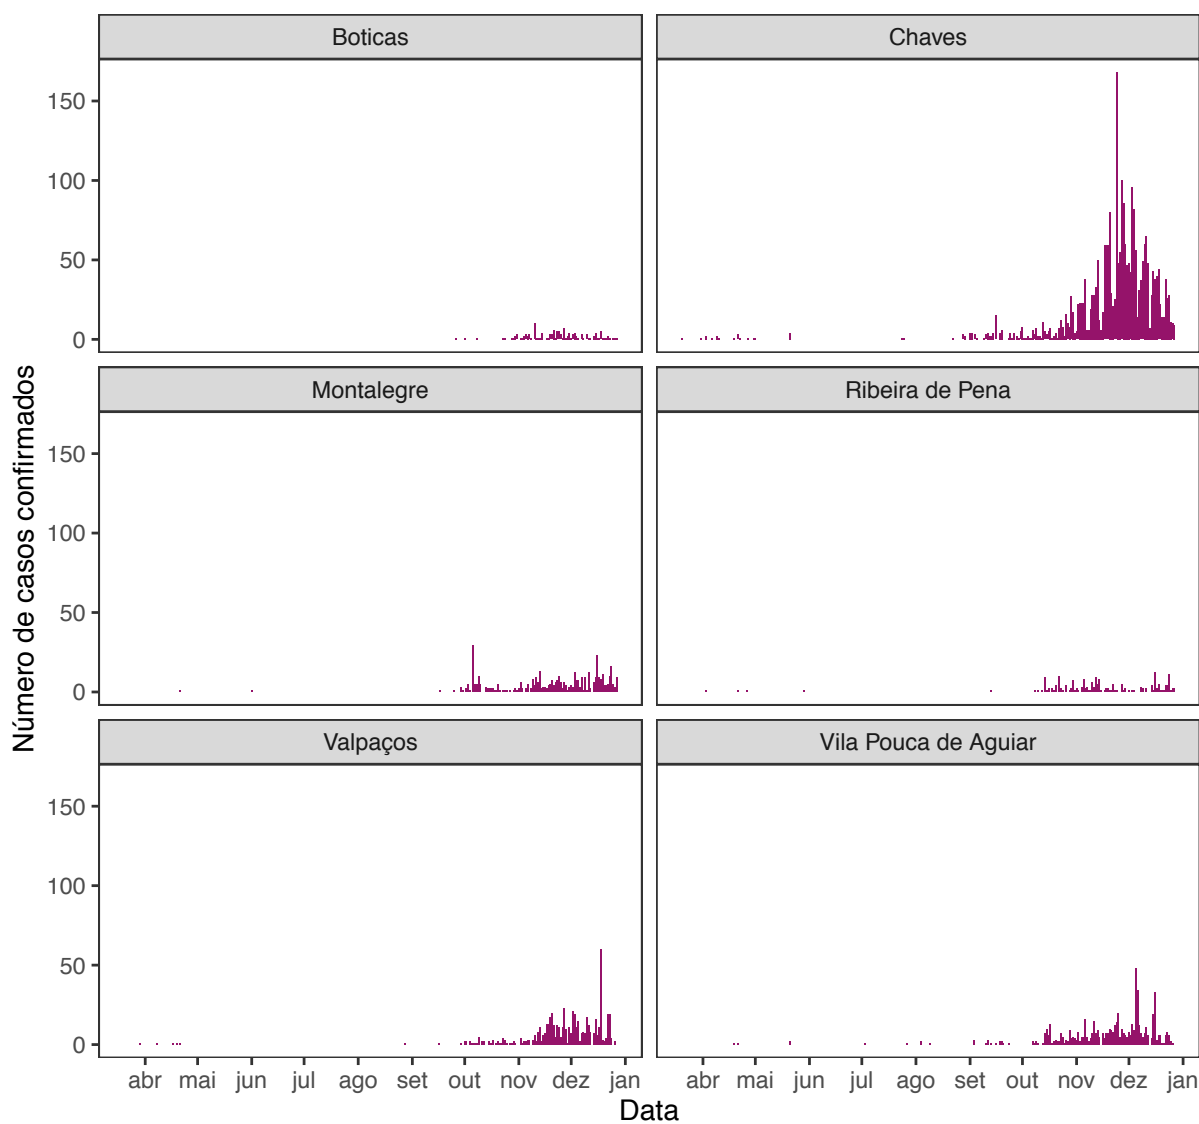 Boticas
Chaves
150
100
50
0
Montalegre
Ribeira de Pena
150
100
50
0
Valpaços
Vila Pouca de Aguiar
150
100
50
0
abr mai jun jul ago set out nov dez jan
abr mai jun jul ago set out nov dez jan
Data
Número de casos confirmados